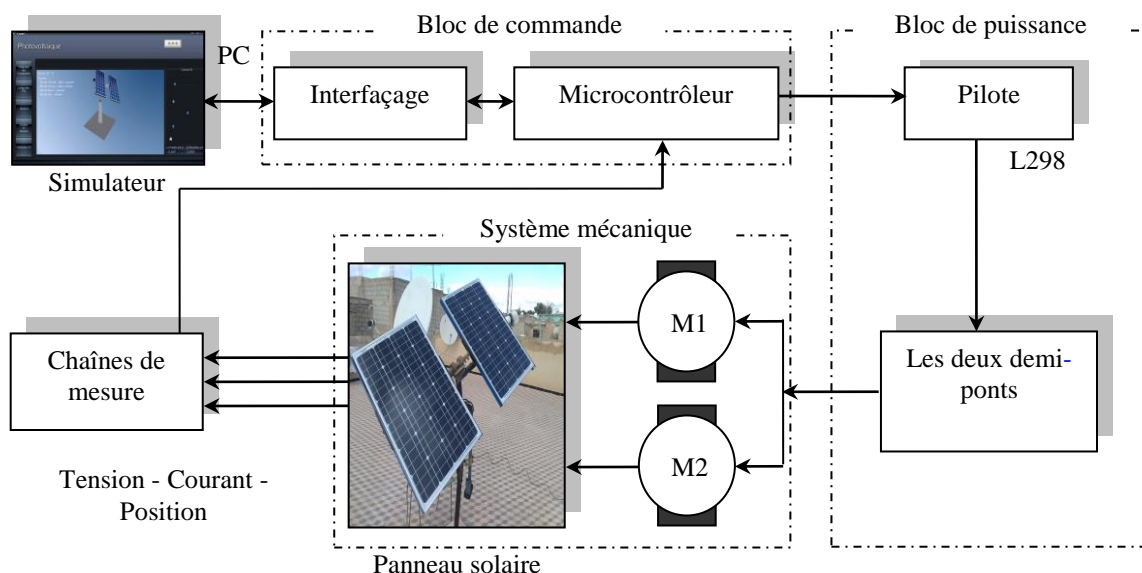 Bloc de commande
Bloc de puissance
Photovoltaique
PC
Interfaçage
Microcontrôleur
Pilote
Simulateur
L298
Système mécanique
M1
Chaînes de
mesure
Les deux demi-
ponts
M2
Tension - Courant -
Position
Panneau solaire